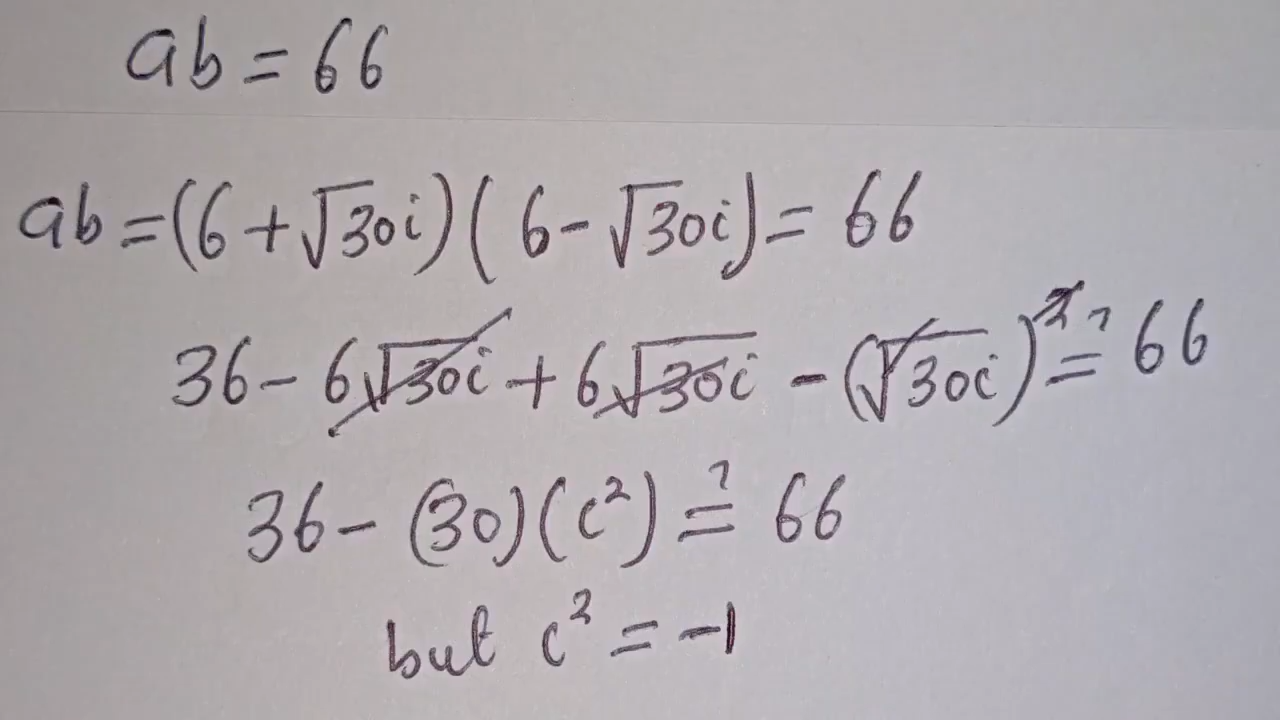 ab = 66
ab = (6 + √30i)(6 - √30i) = 66
36 - 6√30i + 6√30i - (√30i)² ?= 66
36 - (30)(i²) ?= 66
but i² = -1